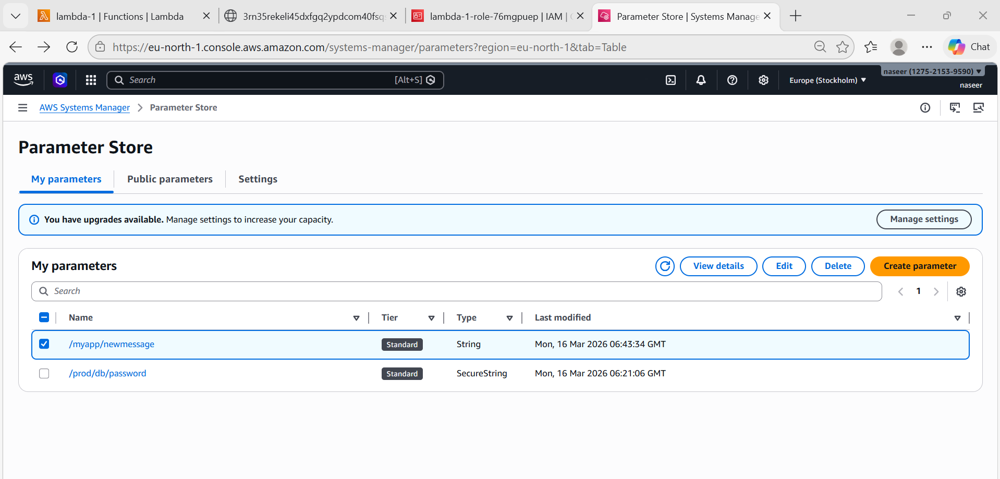 lambda-1 | Functions | Lambda
3rn35rekeli45dxfgq2ypdcom40fsqs
lambda-1-role-76mgpuep | IAM |
Parameter Store | Systems Manage
https://eu-north-1.console.aws.amazon.com/systems-manager/parameters?region=eu-north-1&tab=Table
Chat
aws
Search
[Alt+S]
Europe (Stockholm)
naseer (1275-2153-9590)
naseer
AWS Systems Manager
Parameter Store
Parameter Store
My parameters
Public parameters
Settings
You have upgrades available. Manage settings to increase your capacity.
Manage settings
My parameters
View details
Edit
Delete
Create parameter
Search
1
Name
Tier
Type
Last modified
/myapp/newmessage
Standard
String
Mon, 16 Mar 2026 06:43:34 GMT
/prod/db/password
Standard
SecureString
Mon, 16 Mar 2026 06:21:06 GMT